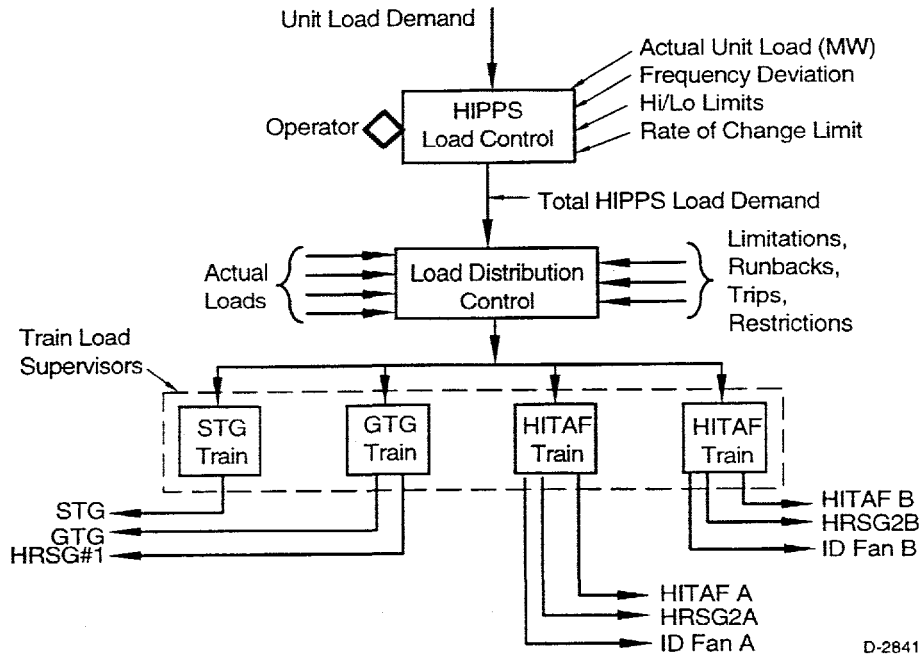 Unit Load Demand
Actual Unit Load (MW)
Frequency Deviation
Hi/Lo Limits
Rate of Change Limit
Operator
HIPPS
Load Control
Total HIPPS Load Demand
Actual
Loads
Load Distribution
Control
Limitations,
Runbacks,
Trips,
Restrictions
Train Load
Supervisors
STG
Train
GTG
Train
HITAF
Train
HITAF
Train
STG
GTG
HRSG#1
HITAF B
HRSG2B
ID Fan B
HITAF A
HRSG2A
ID Fan A
D-2841